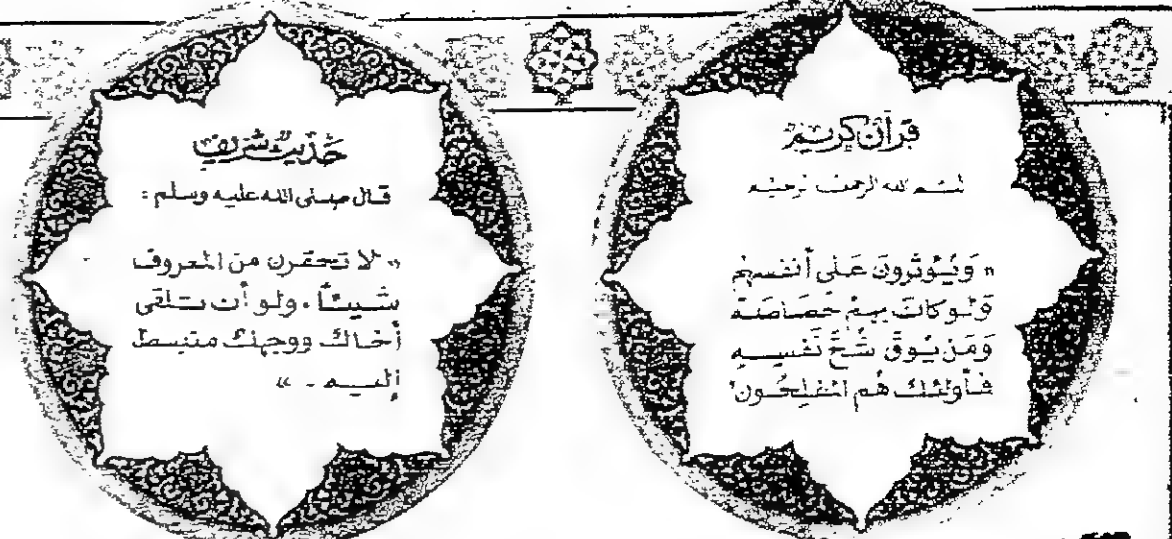 قرآن كريم
بسم الله الرحمن الرحيم
« وَيُؤْثِرُونَ عَلَى أَنْفُسِهِمْ
وَلَوْ كَانَ بِهِمْ خَصَاصَةٌ
وَمَنْ يُوقَ شُحَّ نَفْسِهِ
فَأُولَئِكَ هُمُ الْمُفْلِحُونَ
حديث شريف
قال صلى الله عليه وسلم :
« لا تحقرن من المعروف
شيئاً . ولو أن تلقى
أخاك ووجهك منبسط
إليه . »